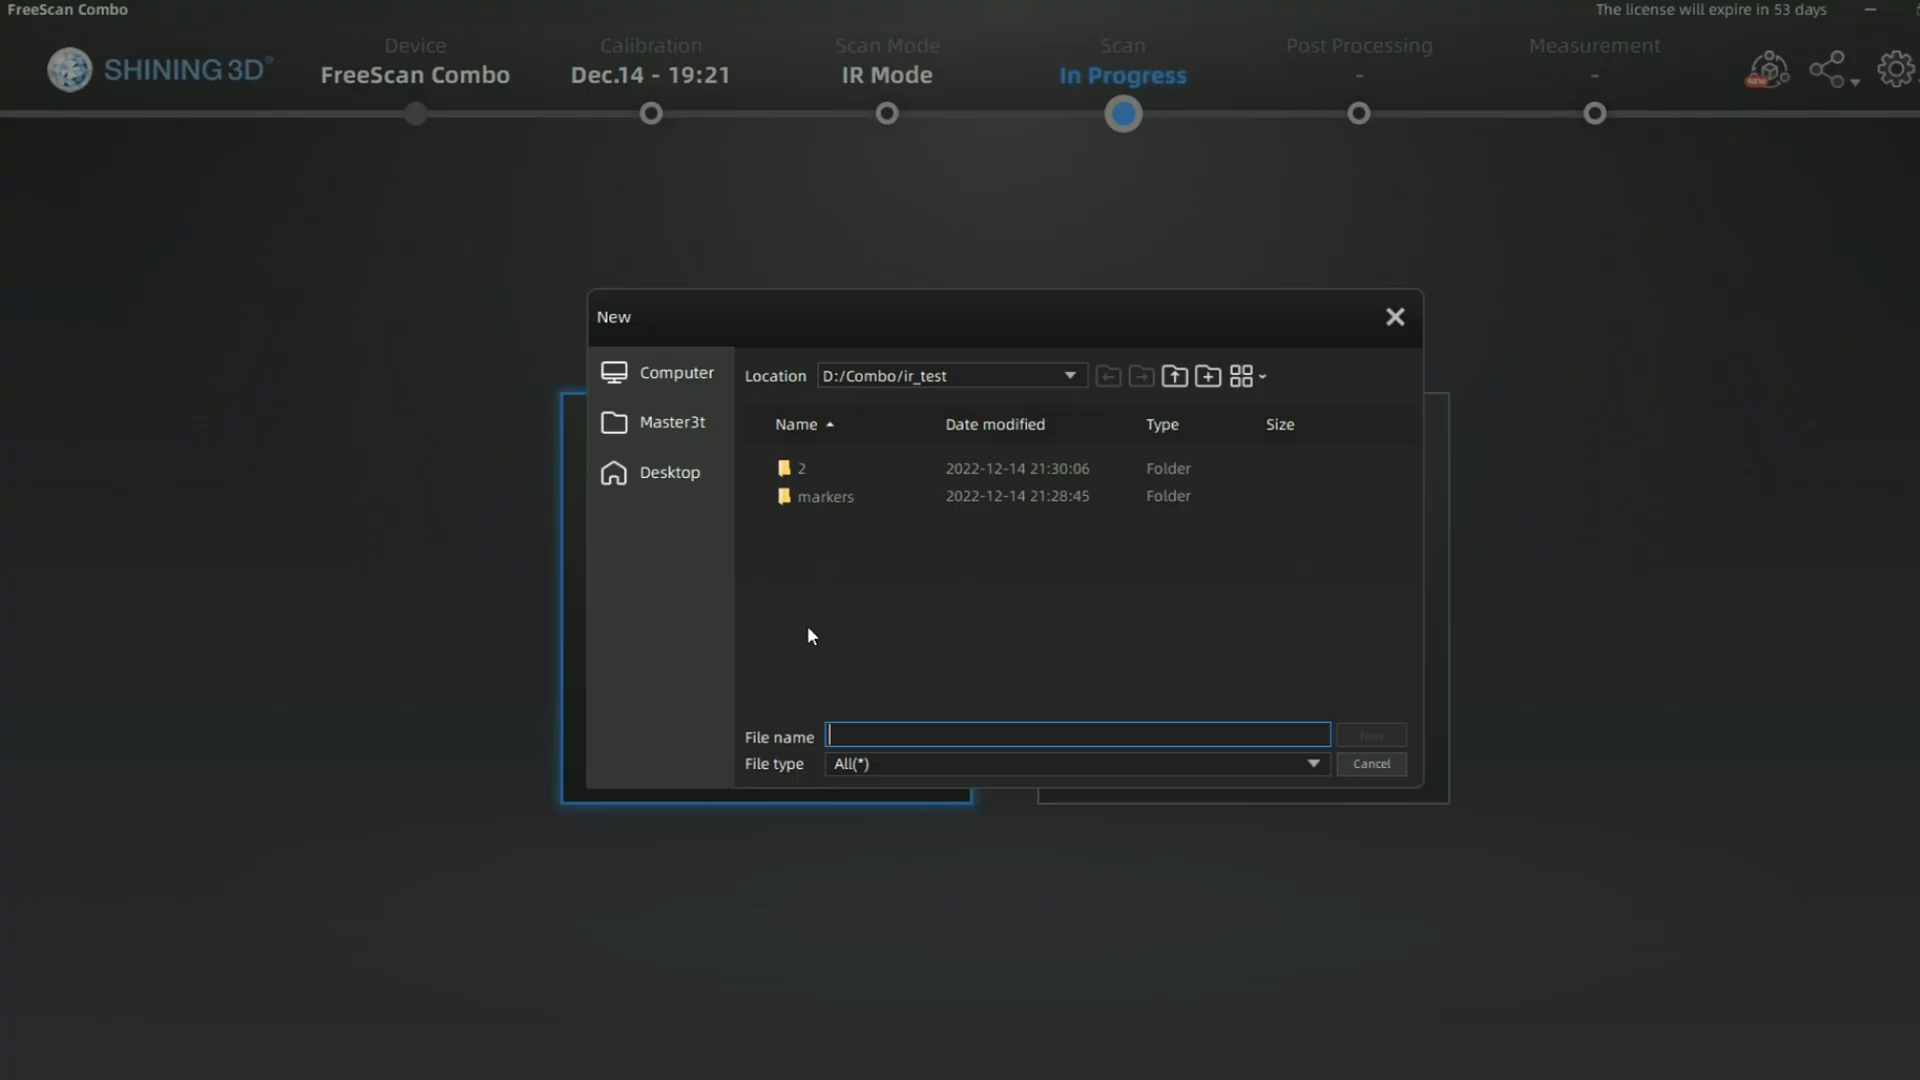 FreeScan Combo
The license will expire in 53 days
SHINING 3D®
Device
FreeScan Combo
Calibration
Dec.14 - 19:21
Scan Mode
IR Mode
Scan
In Progress
Post Processing
-
Measurement
-
NEW
New
Computer
Master3t
Desktop
Location D:/Combo/ir_test
Name Date modified Type Size
2 2022-12-14 21:30:06 Folder
markers 2022-12-14 21:28:45 Folder
File name New
File type All(*) Cancel